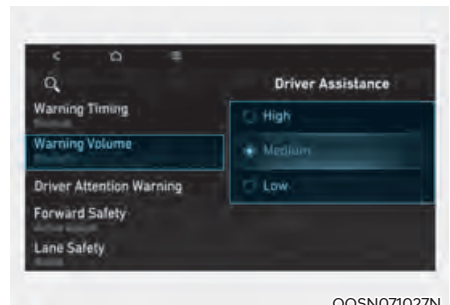 Driver Assistance
Warning Timing
Warning Volume
Driver Attention Warning
Forward Safety
Lane Safety
High
Medium
Low
OOSN071027N